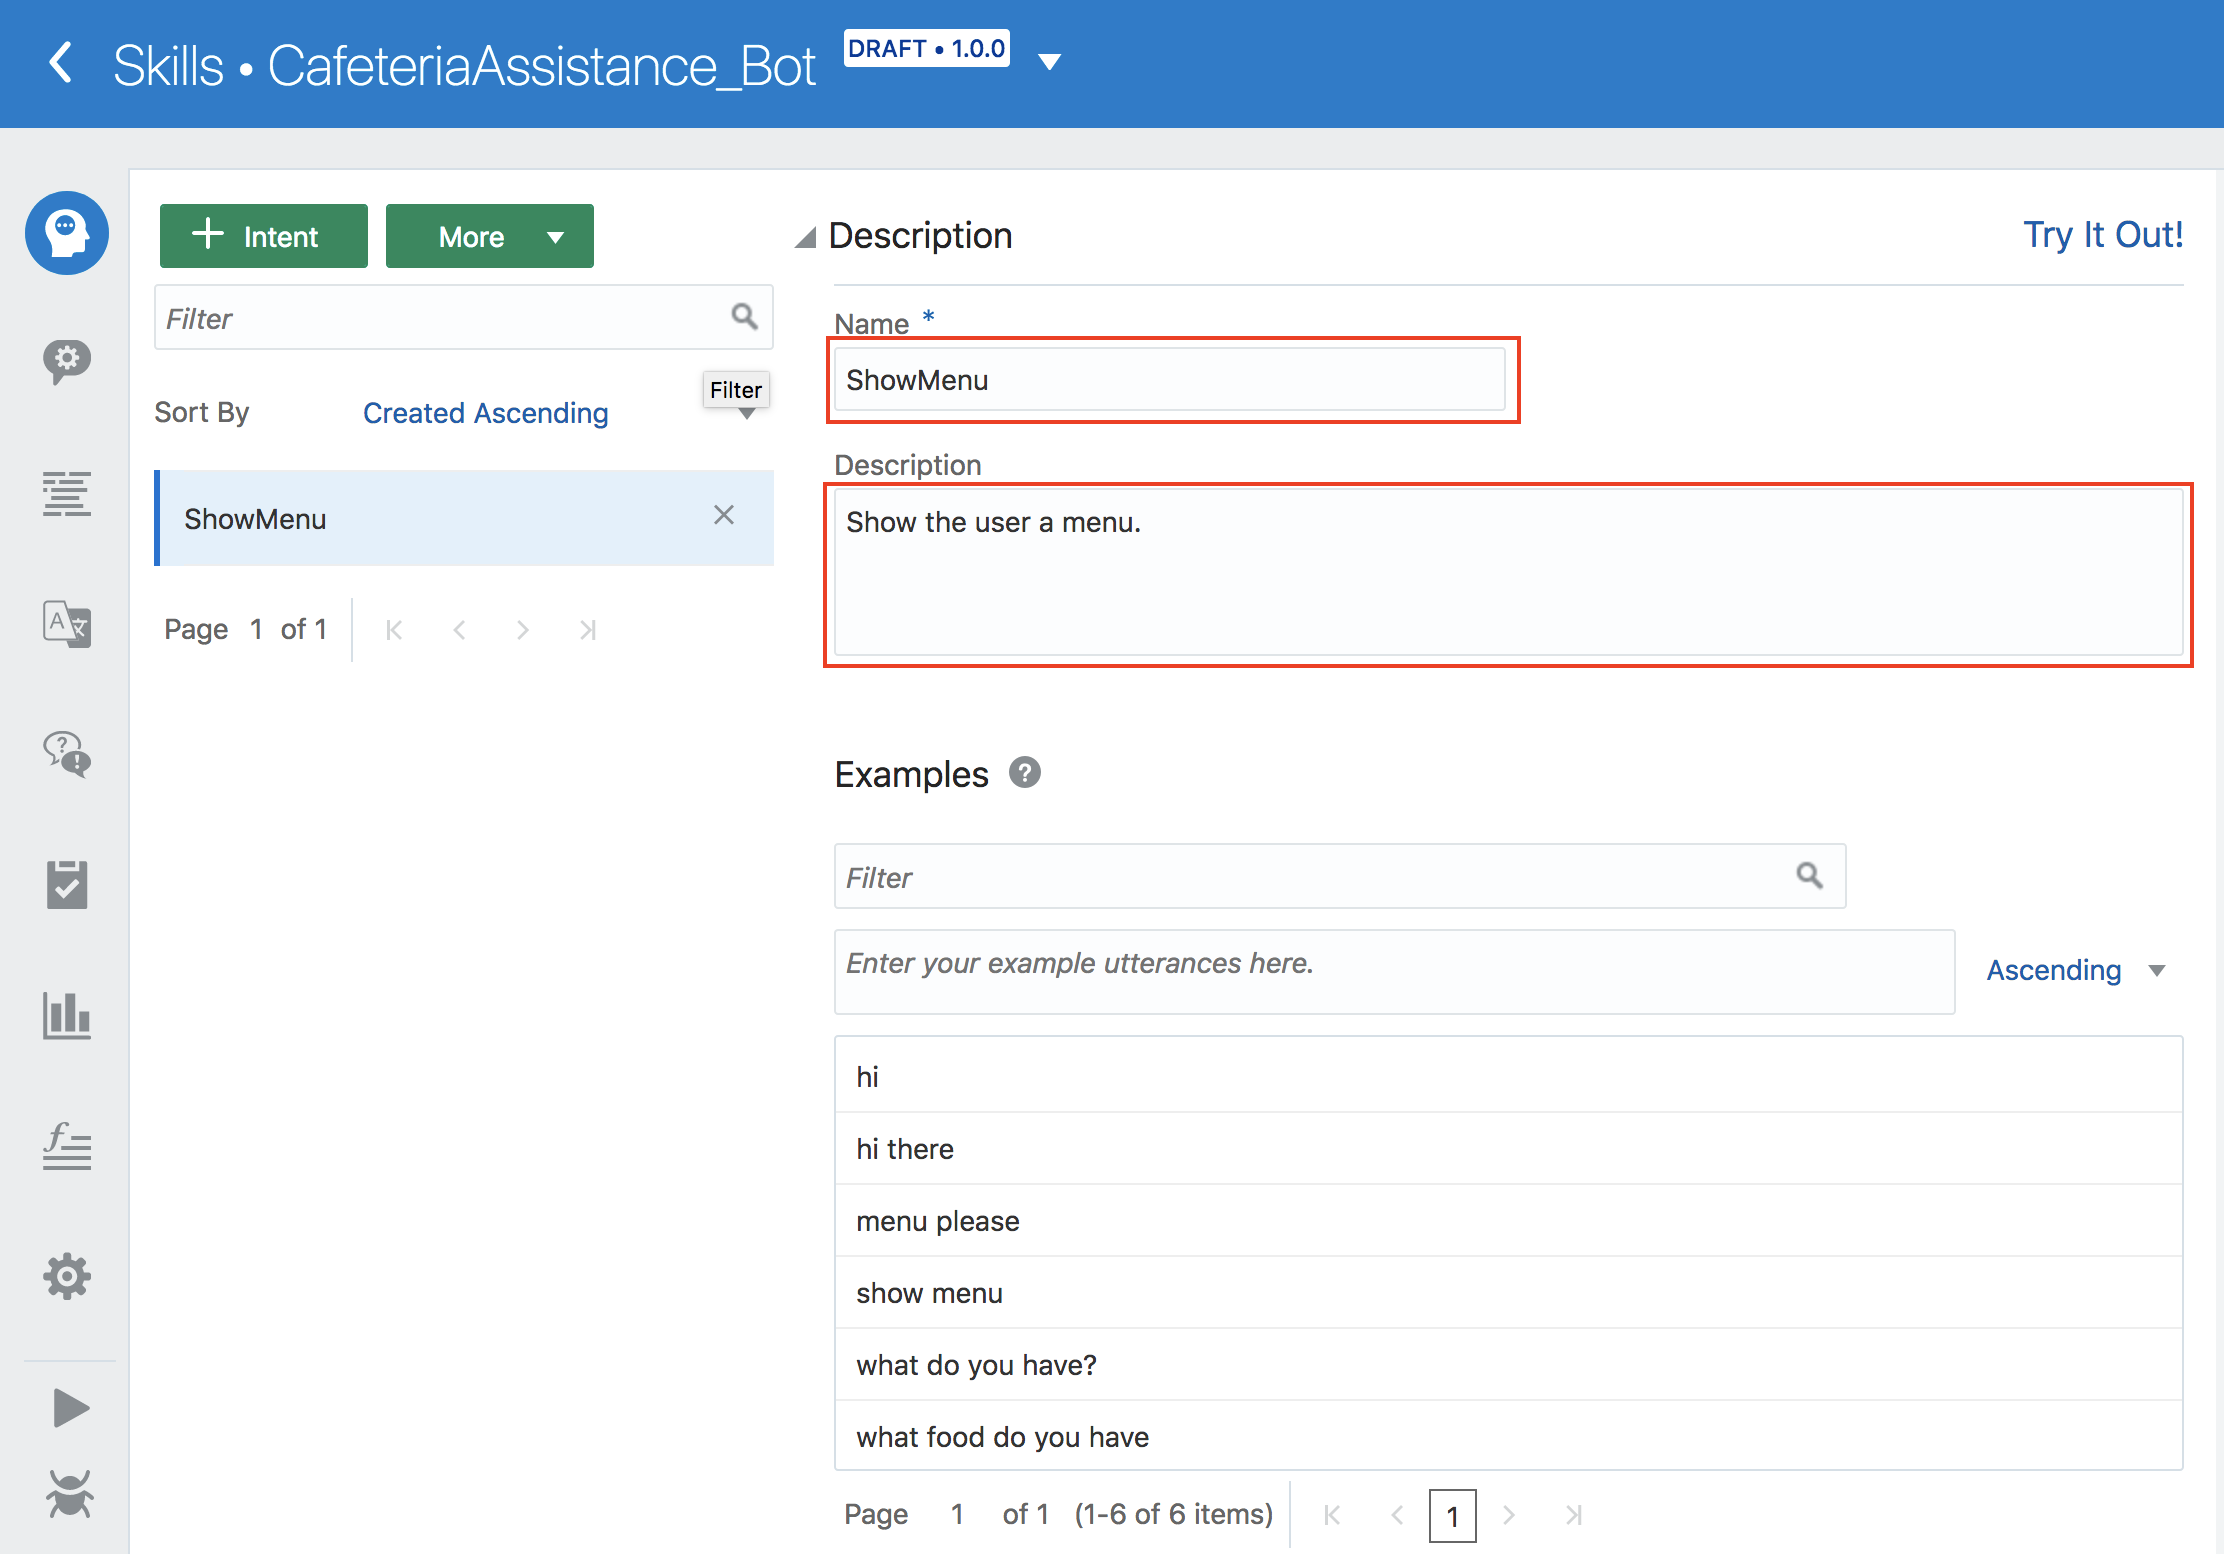 Skills • CafeteriaAssistance_Bot DRAFT • 1.0.0
Intent
More
Filter
Sort By Created Ascending
Filter
ShowMenu
Page 1 of 1
Description
Try It Out!
Name *
ShowMenu
Description
Show the user a menu.
Examples ?
Filter
Enter your example utterances here.
Ascending
hi
hi there
menu please
show menu
what do you have?
what food do you have
Page 1 of 1 (1-6 of 6 items) 1